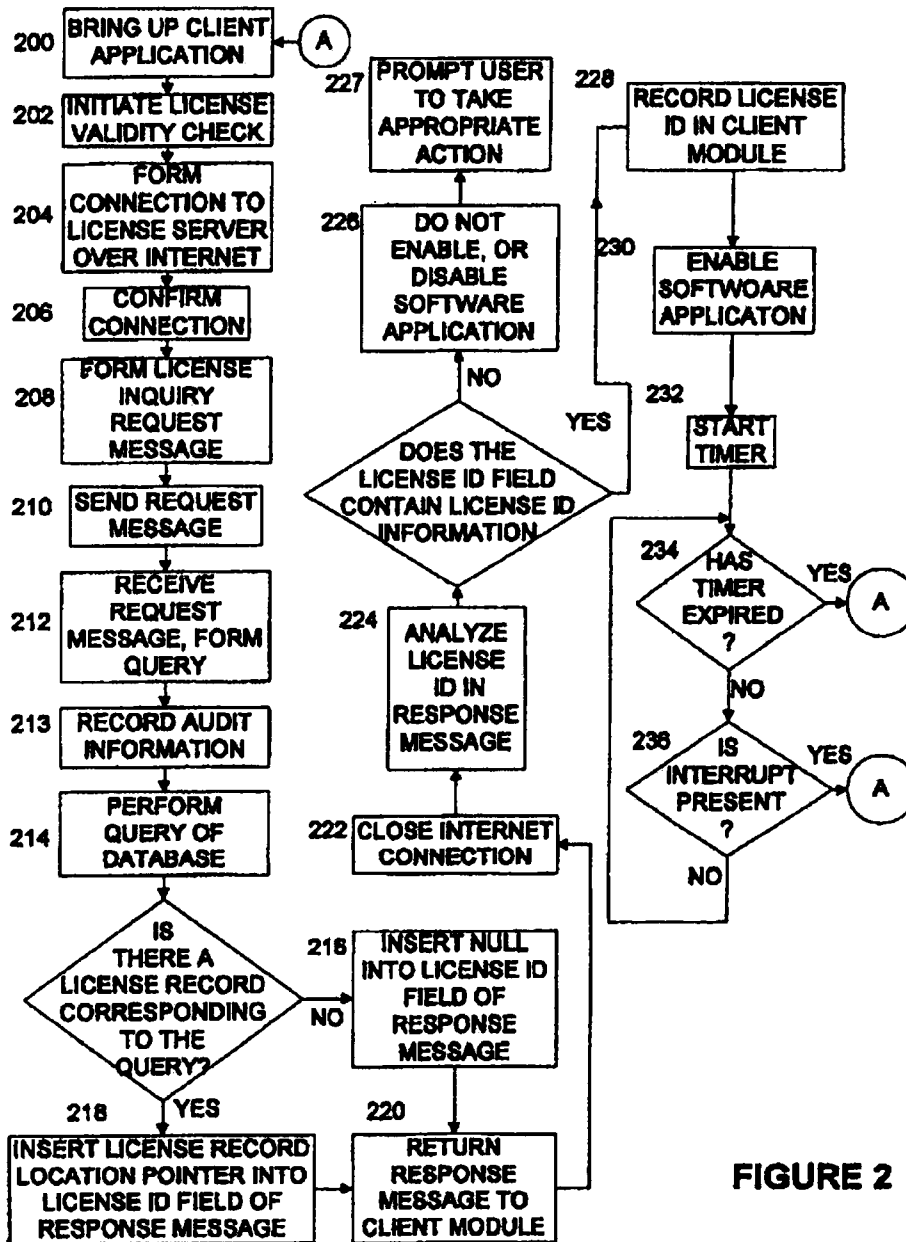 200
BRING UP CLIENT
APPLICATION
A
202
INITIATE LICENSE
VALIDITY CHECK
204
FORM
CONNECTION TO
LICENSE SERVER
OVER INTERNET
206
CONFIRM
CONNECTION
208
FORM LICENSE
INQUIRY
REQUEST
MESSAGE
210
SEND REQUEST
MESSAGE
212
RECEIVE
REQUEST
MESSAGE, FORM
QUERY
213
RECORD AUDIT
INFORMATION
214
PERFORM
QUERY OF
DATABASE
IS
THERE A
LICENSE RECORD
CORRESPONDING
TO THE
QUERY?
NO
YES
216
INSERT NULL
INTO LICENSE ID
FIELD OF
RESPONSE
MESSAGE
218
INSERT LICENSE RECORD
LOCATION POINTER INTO
LICENSE ID FIELD OF
RESPONSE MESSAGE
220
RETURN
RESPONSE
MESSAGE TO
CLIENT MODULE
222
CLOSE INTERNET
CONNECTION
224
ANALYZE
LICENSE
ID IN
RESPONSE
MESSAGE
DOES THE
LICENSE ID FIELD
CONTAIN LICENSE ID
INFORMATION
NO
YES
226
DO NOT
ENABLE, OR
DISABLE
SOFTWARE
APPLICATION
227
PROMPT USER
TO TAKE
APPROPRIATE
ACTION
228
RECORD LICENSE
ID IN CLIENT
MODULE
230
ENABLE
SOFTWOARE
APPLICATON
232
START
TIMER
234
HAS
TIMER
EXPIRED
?
YES
A
NO
236
IS
INTERRUPT
PRESENT
?
YES
A
NO
FIGURE 2